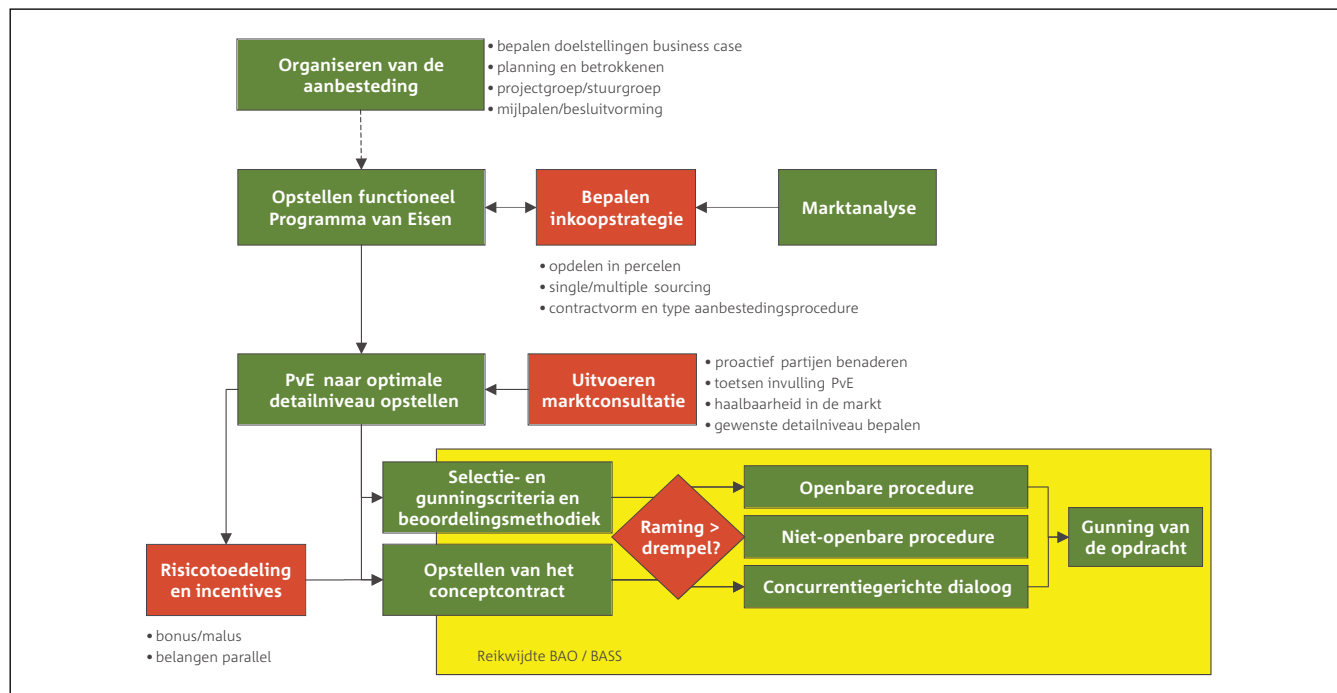 Organiseren van de
aanbesteding
• bepalen doelstellingen business case
• planning en betrokkenen
• projectgroep/stuurgroep
• mijlpalen/besluitvorming
Opstellen functioneel
Programma van Eisen
Bepalen
inkoopstrategie
Marktanalyse
• opdelen in percelen
• single/multiple sourcing
• contractvorm en type aanbestedingsprocedure
PvE naar optimale
detailniveau opstellen
Uitvoeren
marktconsultatie
• proactief partijen benaderen
• toetsen invulling PvE
• haalbaarheid in de markt
• gewenste detailniveau bepalen
Selectie- en
gunningscriteria en
beoordelingsmethodiek
Raming >
drempel?
Openbare procedure
Niet-openbare procedure
Concurrentiegerichte dialoog
Gunning van
de opdracht
Risicotoedeling
en incentives
Opstellen van het
conceptcontract
• bonus/malus
• belangen parallel
Reikwijdte BAO / BASS